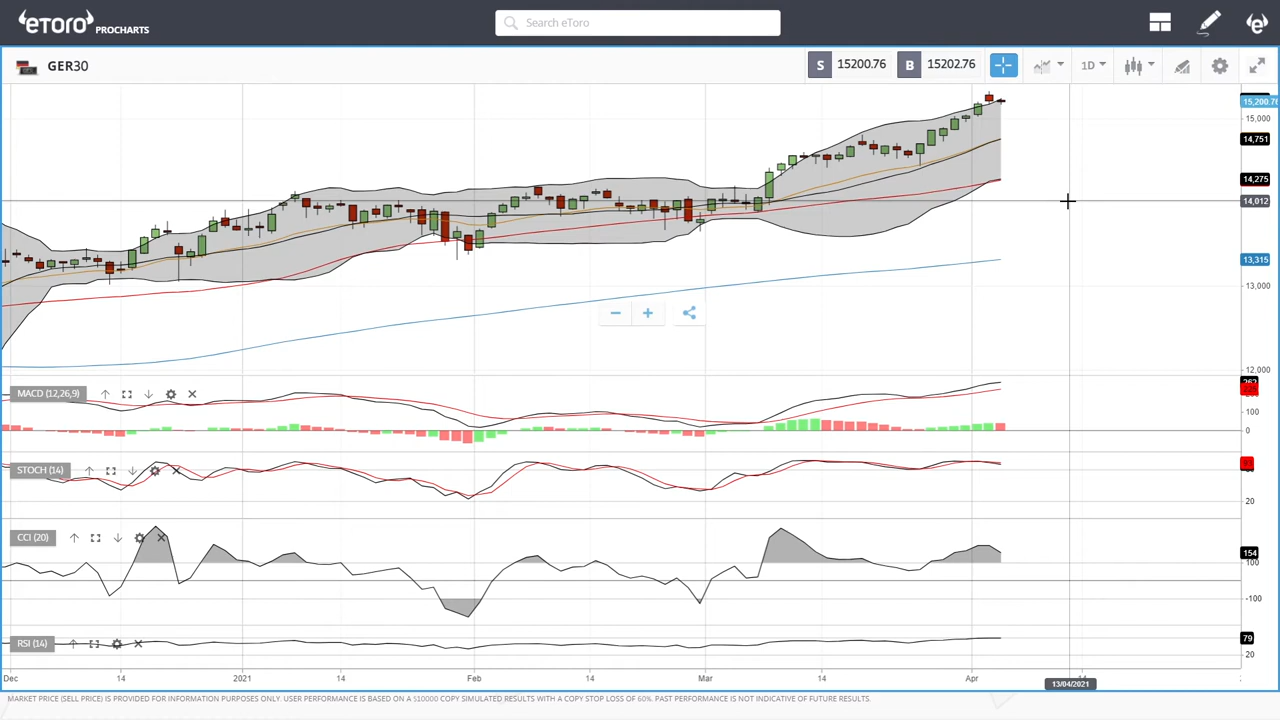 eToro PROCHARTS
Search eToro
GER30
S 15200.76 B 15202.76
1D
15,200.76
15,000
14,751
14,275
14,012
13,315
13,000
12,000
MACD (12,26,9)
262
100
0
STOCH (14)
20
CCI (20)
154
100
-100
RSI (14)
79
20
Dec 14 2021 14 Feb 14 Mar 14 Apr
13/04/2021
MARKET PRICE (SELL PRICE) IS PROVIDED FOR INFORMATION PURPOSES ONLY. USER PERFORMANCE IS BASED ON A $10000 COPY SIMULATED RESULTS WITH A COPY STOP LOSS OF 60%. PAST PERFORMANCE IS NOT INDICATIVE OF FUTURE RESULTS.